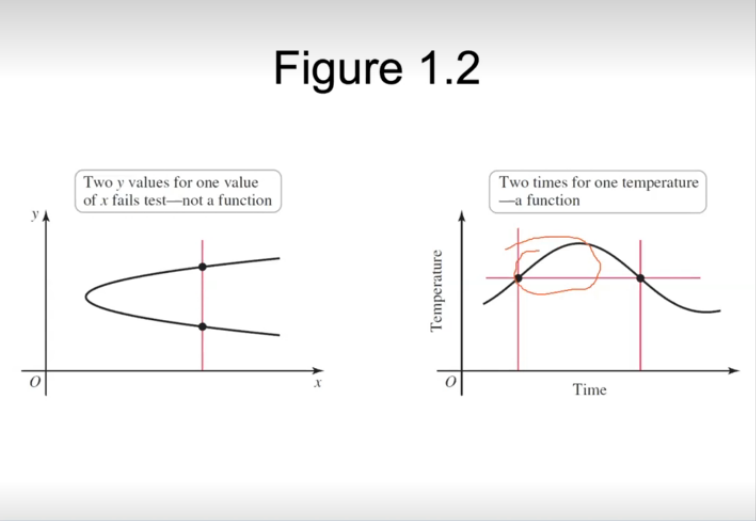 Figure 1.2
Two y values for one value
of x fails test—not a function
y
O
x
Two times for one temperature
—a function
Temperature
O
Time